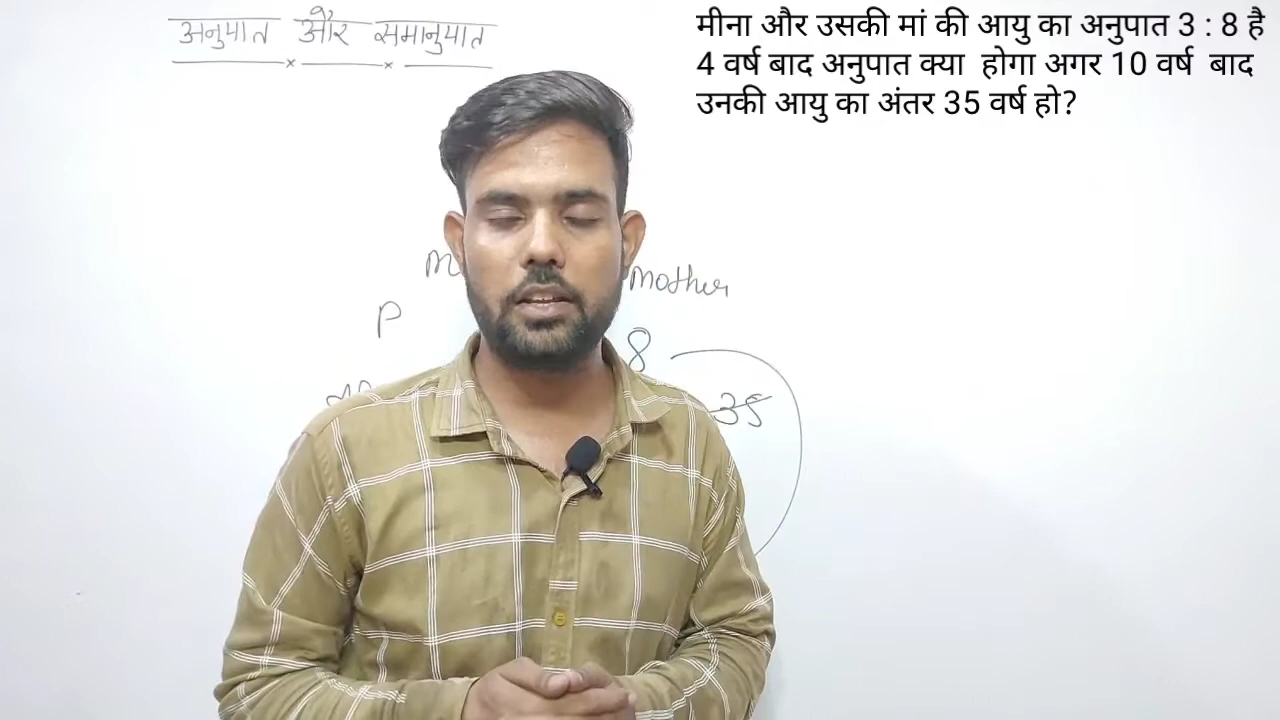 अनुपात और समानुपात
मीना और उसकी मां की आयु का अनुपात 3 : 8 है
4 वर्ष बाद अनुपात क्या होगा अगर 10 वर्ष बाद
उनकी आयु का अंतर 35 वर्ष हो?
mother
P
8
35